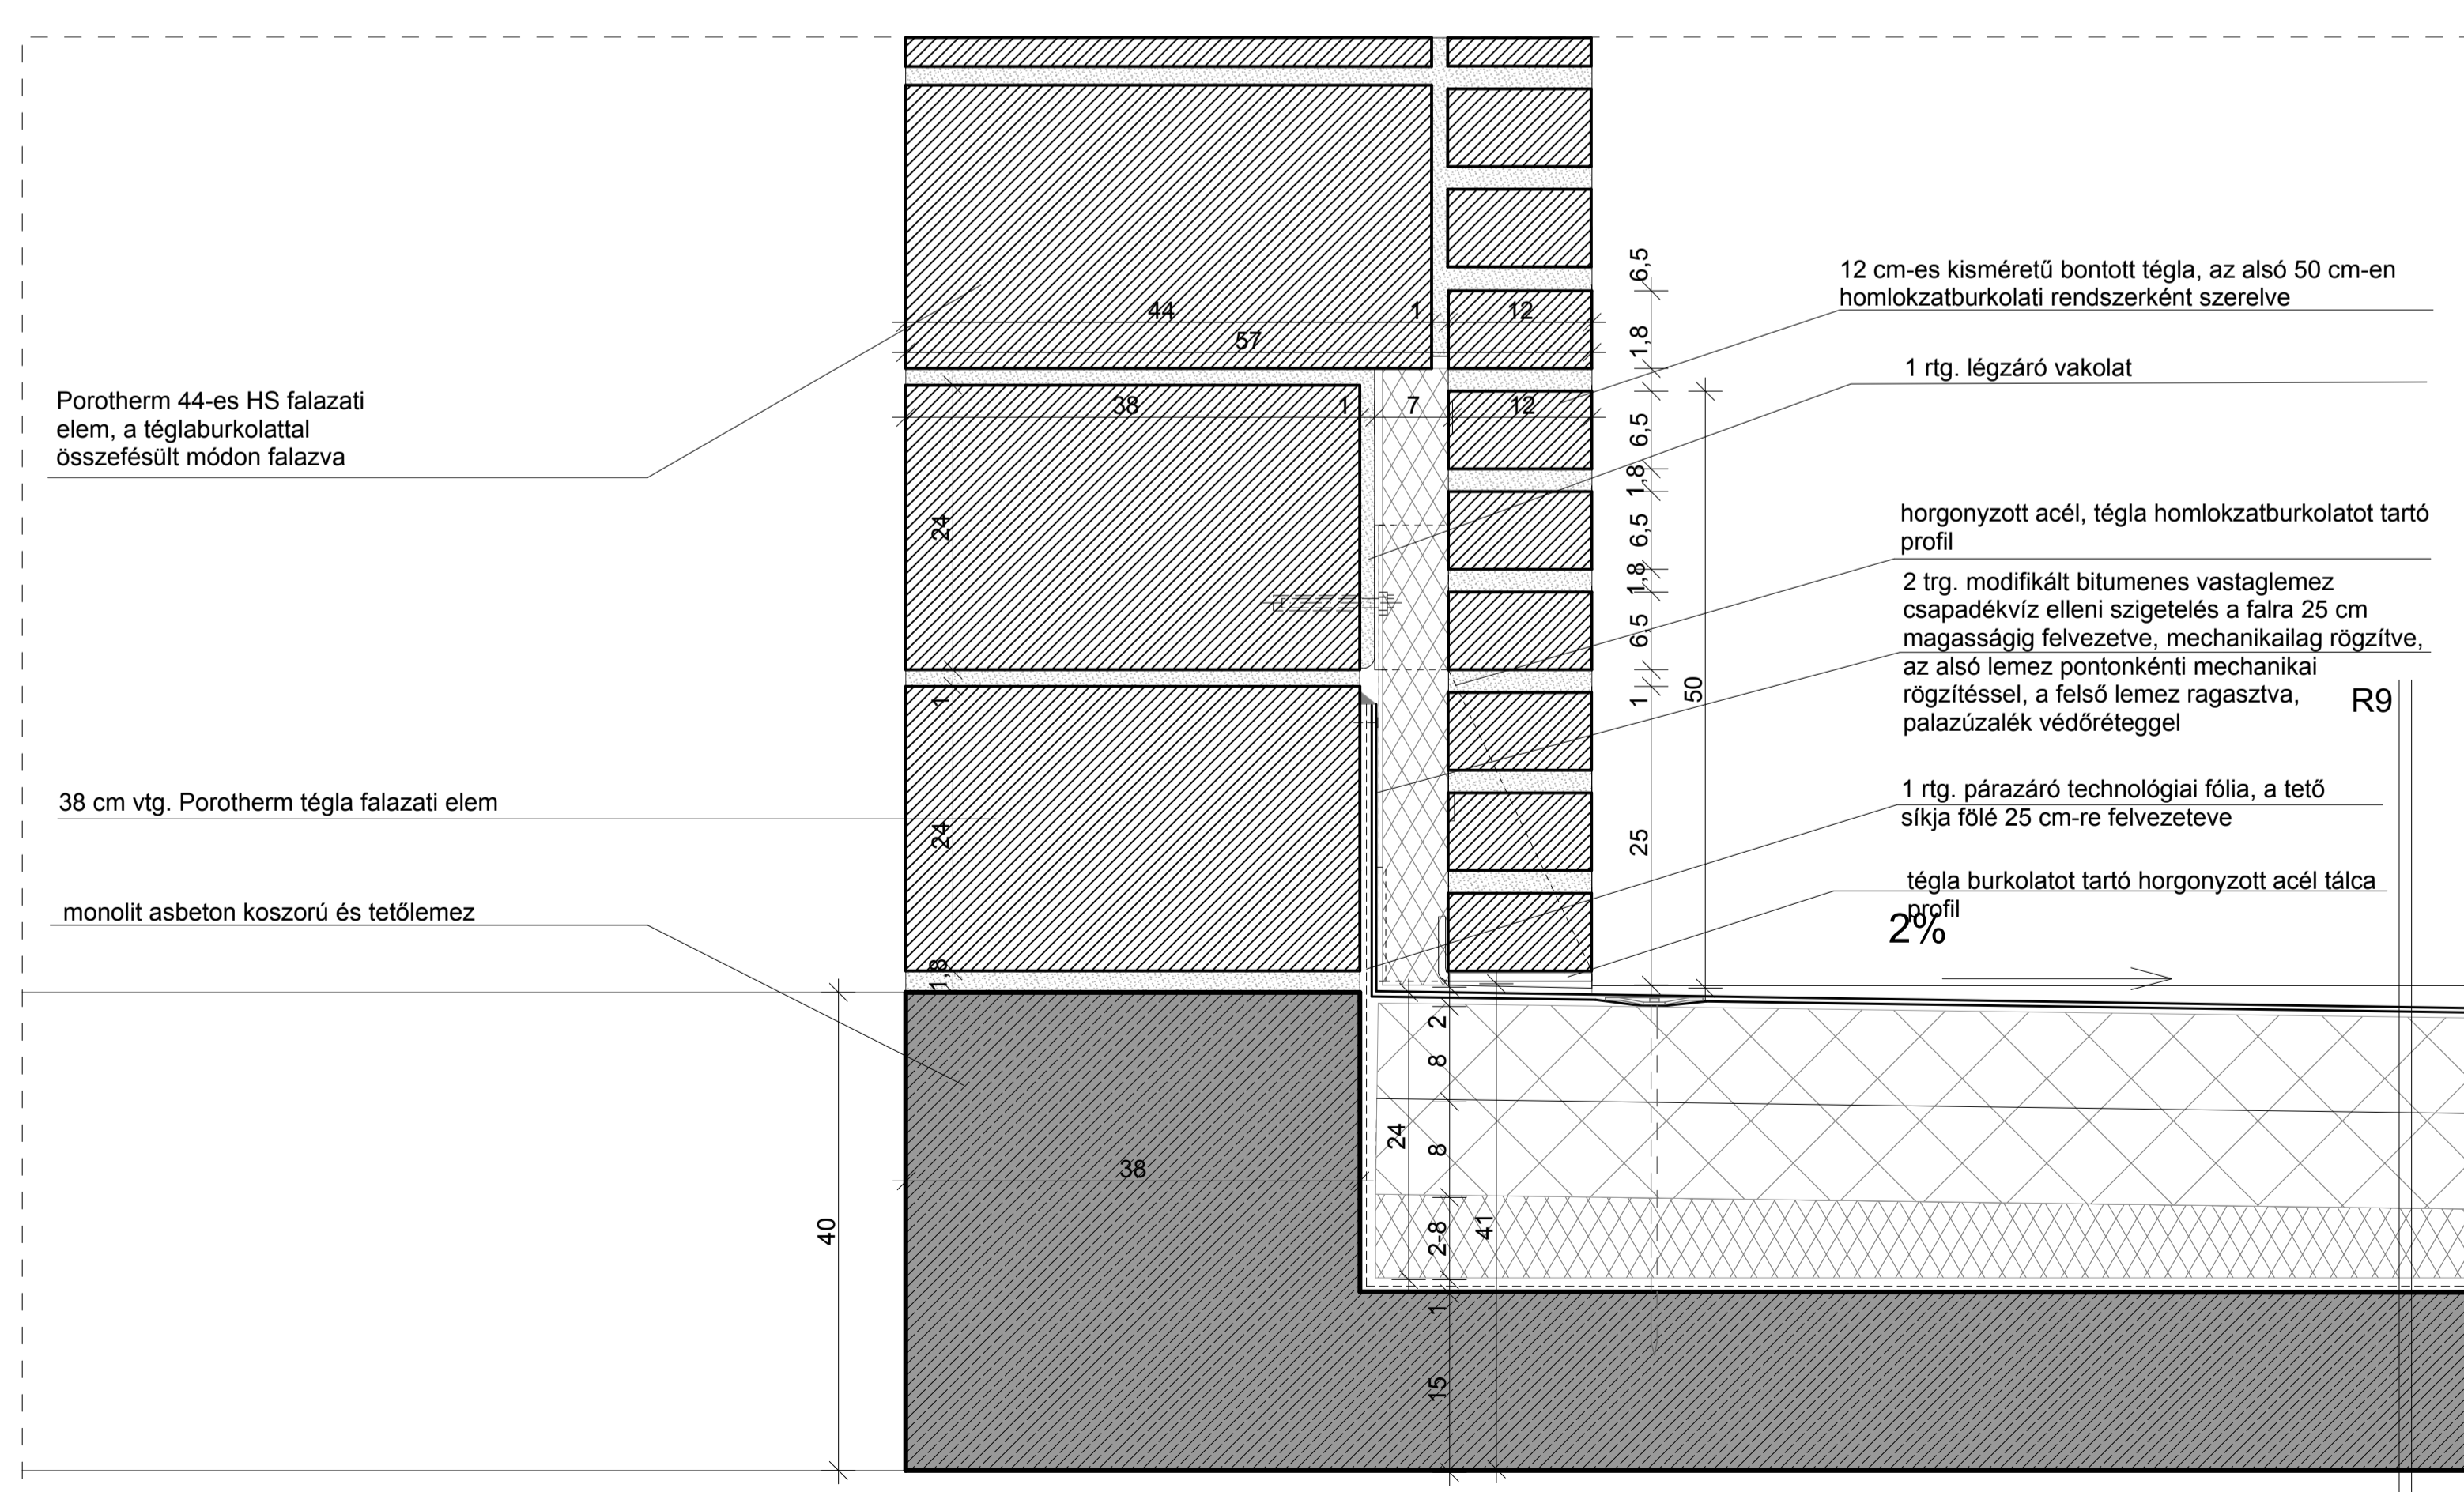 Porotherm 44-es HS falazati
elem, a téglaburkolattal
összefésült módon falazva
38 cm vtg. Porotherm tégla falazati elem
monolit asbeton koszorú és tetőlemez
44
1
12
57
38
1
7
12
24
1
24
1,8
40
38
6,5
1,8
6,5
1,8
6,5
1,8
6,5
1
25
50
2
8
8
2-8
1
15
24
41
12 cm-es kisméretű bontott tégla, az alsó 50 cm-en
homlokzatburkolati rendszerként szerelve
1 rtg. légzáró vakolat
horgonyzott acél, tégla homlokzatburkolatot tartó
profil
2 trg. modifikált bitumenes vastaglemez
csapadékvíz elleni szigetelés a falra 25 cm
magasságig felvezetve, mechanikailag rögzítve,
az alsó lemez pontonkénti mechanikai
rögzítéssel, a felső lemez ragasztva,
palazúzalék védőréteggel
R9
1 rtg. párazáró technológiai fólia, a tető
síkja fölé 25 cm-re felvezeteve
tégla burkolatot tartó horgonyzott acél tálca
profil
2%